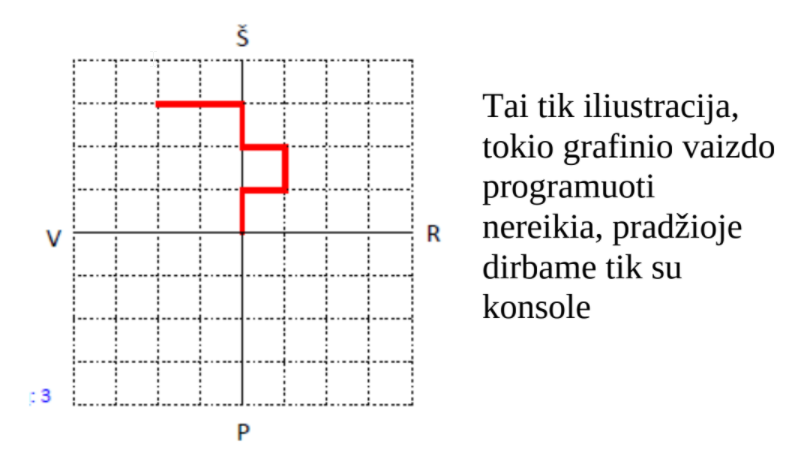 Š
V
R
P
: 3
Tai tik iliustracija,
tokio grafinio vaizdo
programuoti
nereikia, pradžioje
dirbame tik su
konsole